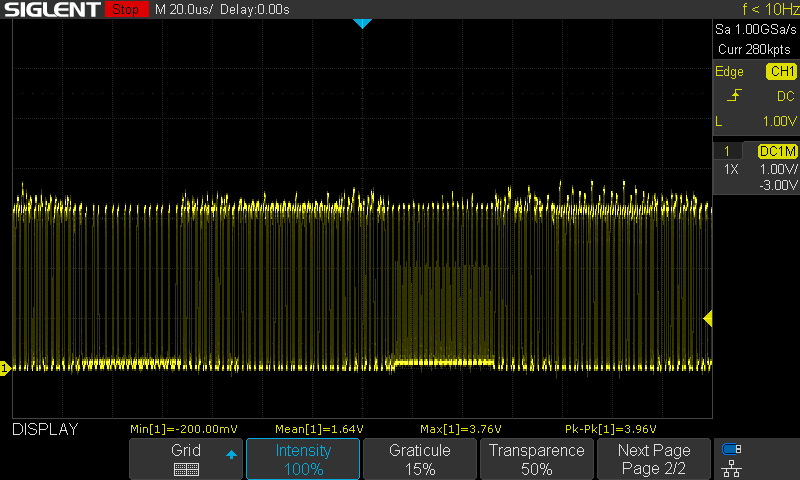 SIGLENT Stop M 20.0us/ Delay:0.00s f < 10Hz
Sa 1.00GSa/s
Curr 280kpts
Edge CH1
DC
L 1.00V
1 DC1M
1X 1.00V/
-3.00V
1
DISPLAY Min[1]=-200.00mV Mean[1]=1.64V Max[1]=3.76V Pk-Pk[1]=3.96V
Grid Intensity Graticule Transparence Next Page
100% 15% 50% Page 2/2